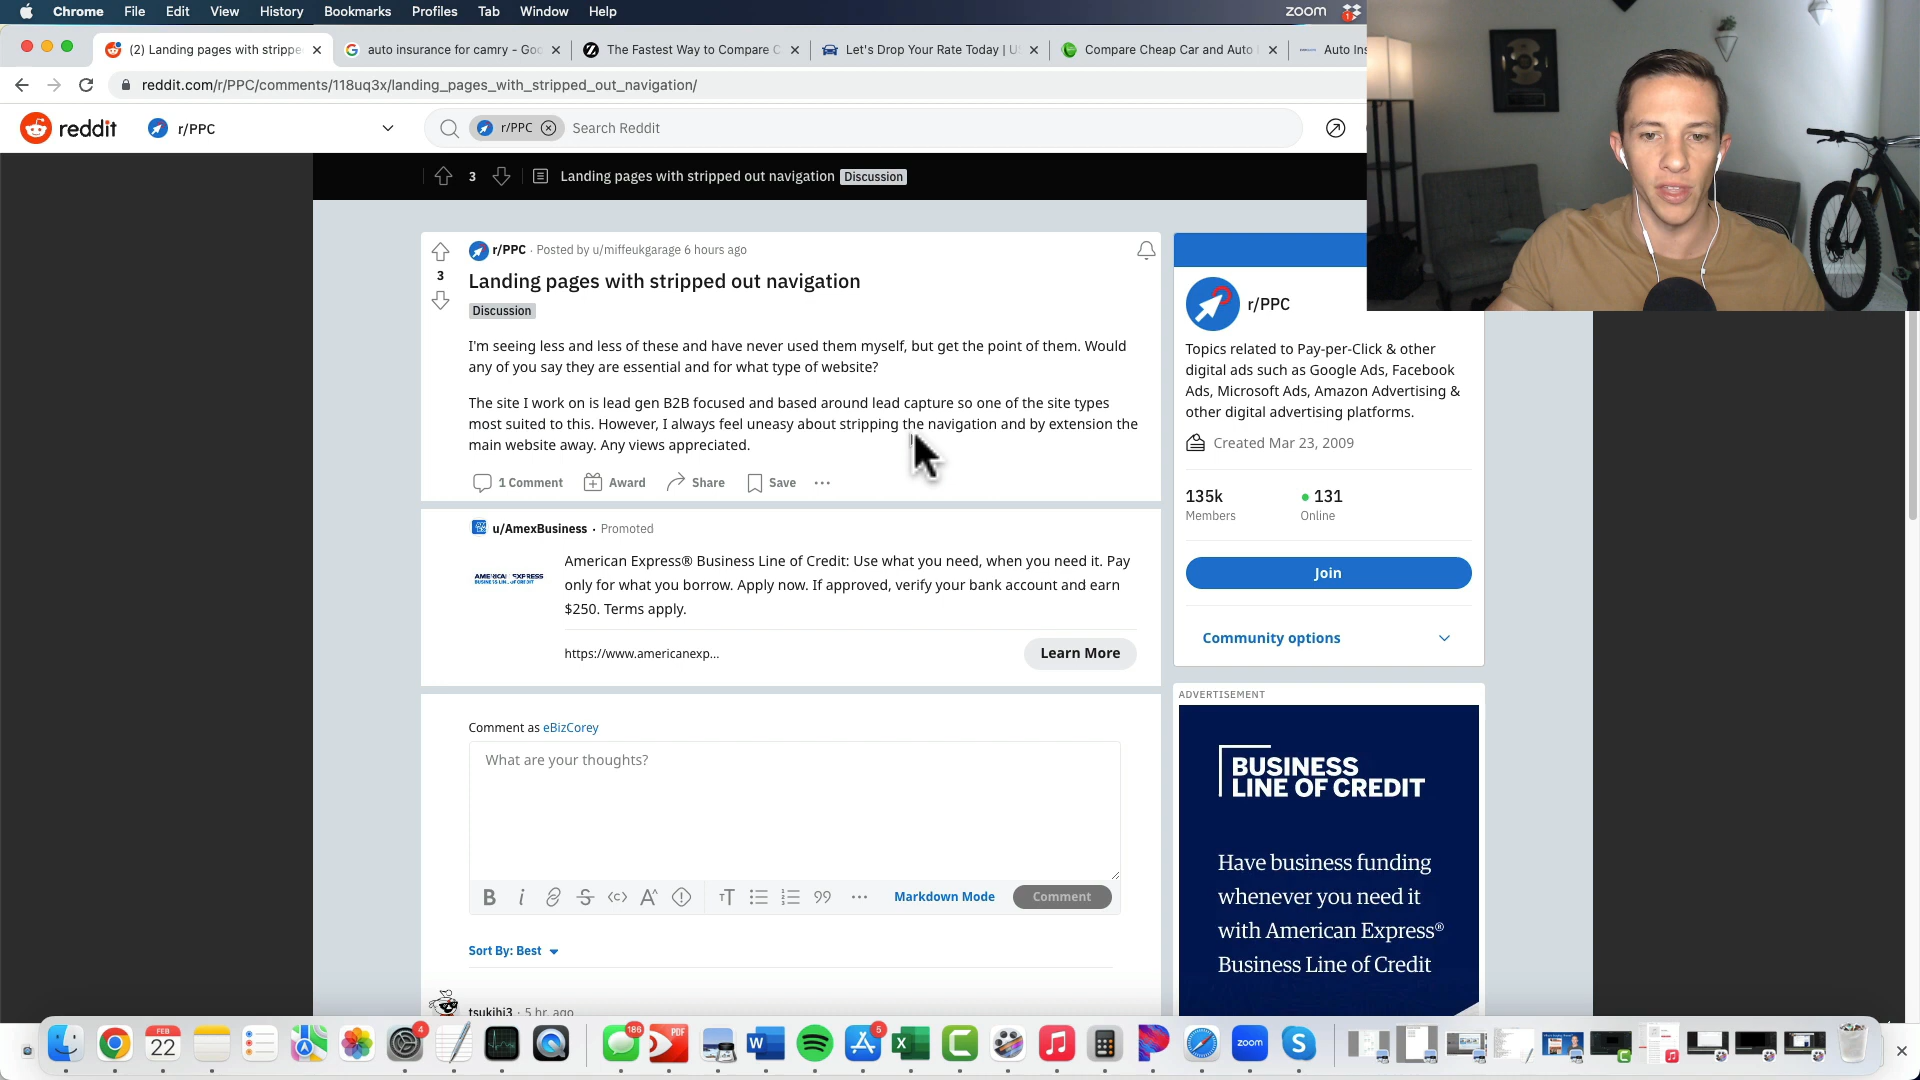 Chrome File Edit View History Bookmarks Profiles Tab Window Help
zoom
1
(2) Landing pages with strippe
auto insurance for camry - Goo
The Fastest Way to Compare C
Let's Drop Your Rate Today | U
Compare Cheap Car and Auto
Auto Ins
reddit.com/r/PPC/comments/118uq3x/landing_pages_with_stripped_out_navigation/
reddit
r/PPC
r/PPC
Search Reddit
3
Landing pages with stripped out navigation
Discussion
r/PPC · Posted by u/miffeukgarage 6 hours ago
3
Landing pages with stripped out navigation
Discussion
I'm seeing less and less of these and have never used them myself, but get the point of them. Would
any of you say they are essential and for what type of website?
The site I work on is lead gen B2B focused and based around lead capture so one of the site types
most suited to this. However, I always feel uneasy about stripping the navigation and by extension the
main website away. Any views appreciated.
1 Comment
Award
Share
Save
u/AmexBusiness · Promoted
AMERICAN EXPRESS
BUSINESS LINE OF CREDIT
American Express® Business Line of Credit: Use what you need, when you need it. Pay
only for what you borrow. Apply now. If approved, verify your bank account and earn
$250. Terms apply.
https://www.americanexp...
Learn More
Comment as eBizCorey
What are your thoughts?
Markdown Mode
Comment
Sort By: Best
tsukihi3 · 5 hr. ago
r/PPC
Topics related to Pay-per-Click & other
digital ads such as Google Ads, Facebook
Ads, Microsoft Ads, Amazon Advertising &
other digital advertising platforms.
Created Mar 23, 2009
135k
Members
131
Online
Join
Community options
ADVERTISEMENT
BUSINESS
LINE OF CREDIT
Have business funding
whenever you need it
with American Express®
Business Line of Credit
FEB
22
4
186
PDF
W
5
X
zoom